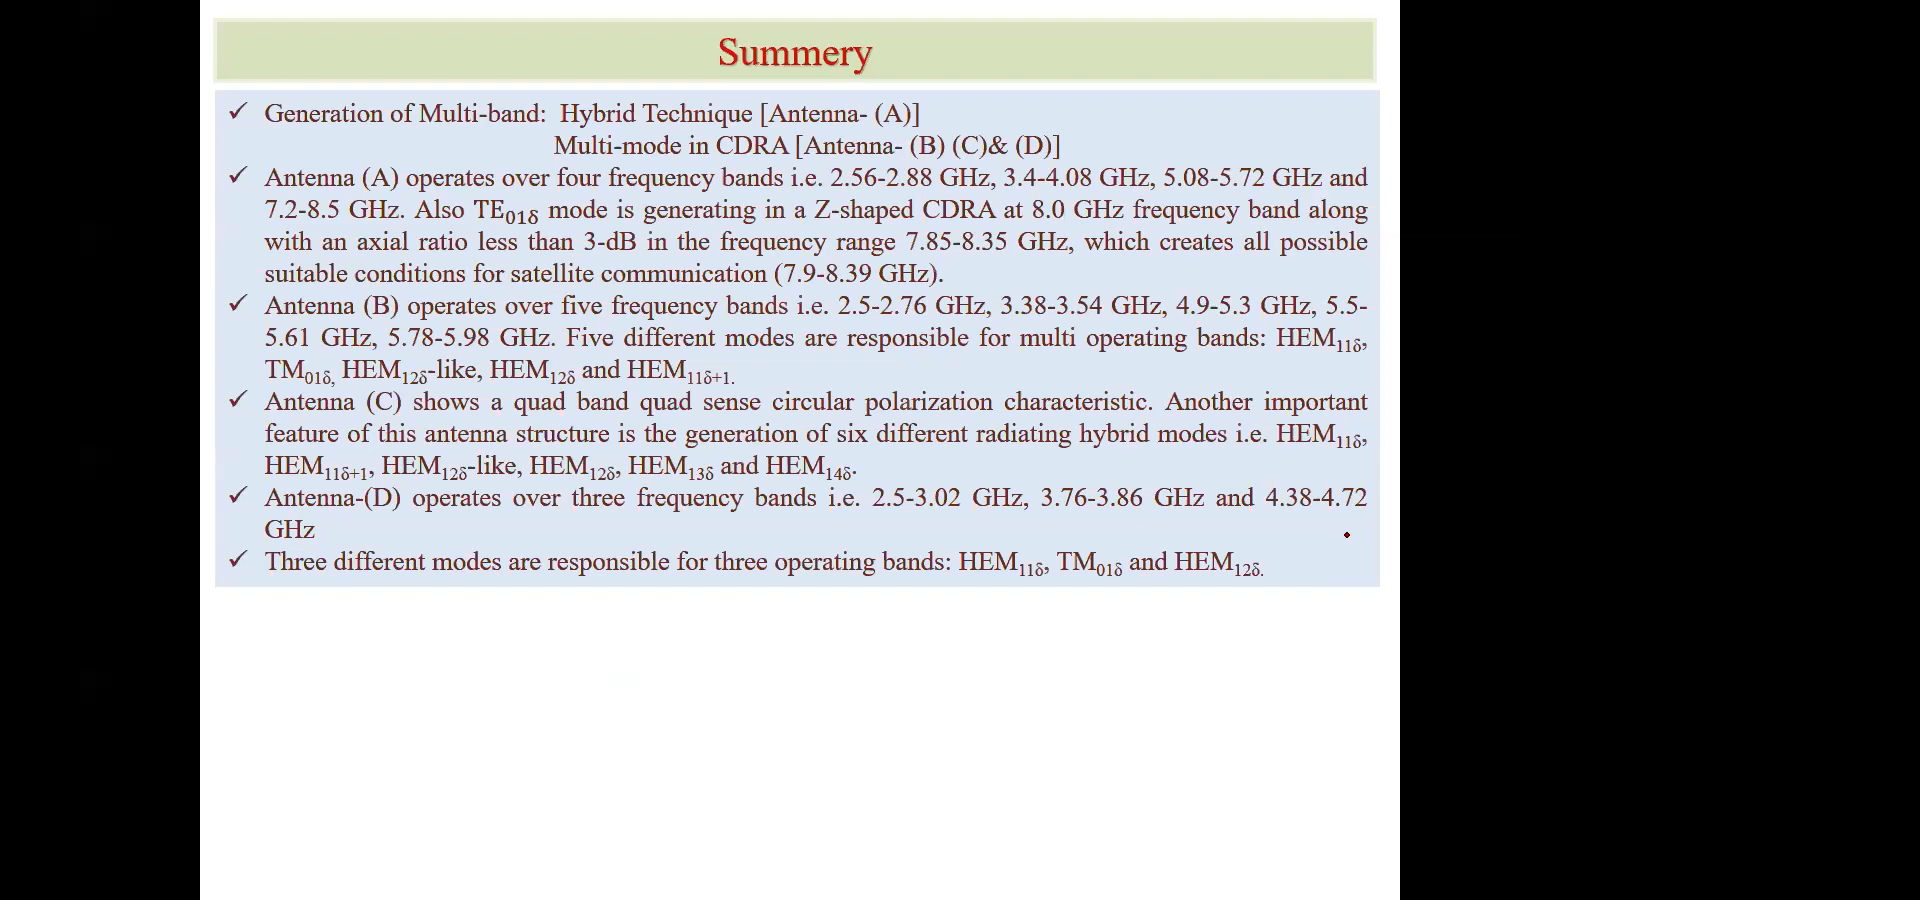 Summery
✓ Generation of Multi-band: Hybrid Technique [Antenna- (A)]
Multi-mode in CDRA [Antenna- (B) (C)& (D)]
✓ Antenna (A) operates over four frequency bands i.e. 2.56-2.88 GHz, 3.4-4.08 GHz, 5.08-5.72 GHz and
7.2-8.5 GHz. Also TE₀₁δ mode is generating in a Z-shaped CDRA at 8.0 GHz frequency band along
with an axial ratio less than 3-dB in the frequency range 7.85-8.35 GHz, which creates all possible
suitable conditions for satellite communication (7.9-8.39 GHz).
✓ Antenna (B) operates over five frequency bands i.e. 2.5-2.76 GHz, 3.38-3.54 GHz, 4.9-5.3 GHz, 5.5-
5.61 GHz, 5.78-5.98 GHz. Five different modes are responsible for multi operating bands: HEM₁₁δ,
TM₀₁δ, HEM₁₂δ-like, HEM₁₂δ and HEM₁₁δ₊₁.
✓ Antenna (C) shows a quad band quad sense circular polarization characteristic. Another important
feature of this antenna structure is the generation of six different radiating hybrid modes i.e. HEM₁₁δ,
HEM₁₁δ₊₁, HEM₁₂δ-like, HEM₁₂δ, HEM₁₃δ and HEM₁₄δ.
✓ Antenna-(D) operates over three frequency bands i.e. 2.5-3.02 GHz, 3.76-3.86 GHz and 4.38-4.72
GHz
✓ Three different modes are responsible for three operating bands: HEM₁₁δ, TM₀₁δ and HEM₁₂δ.